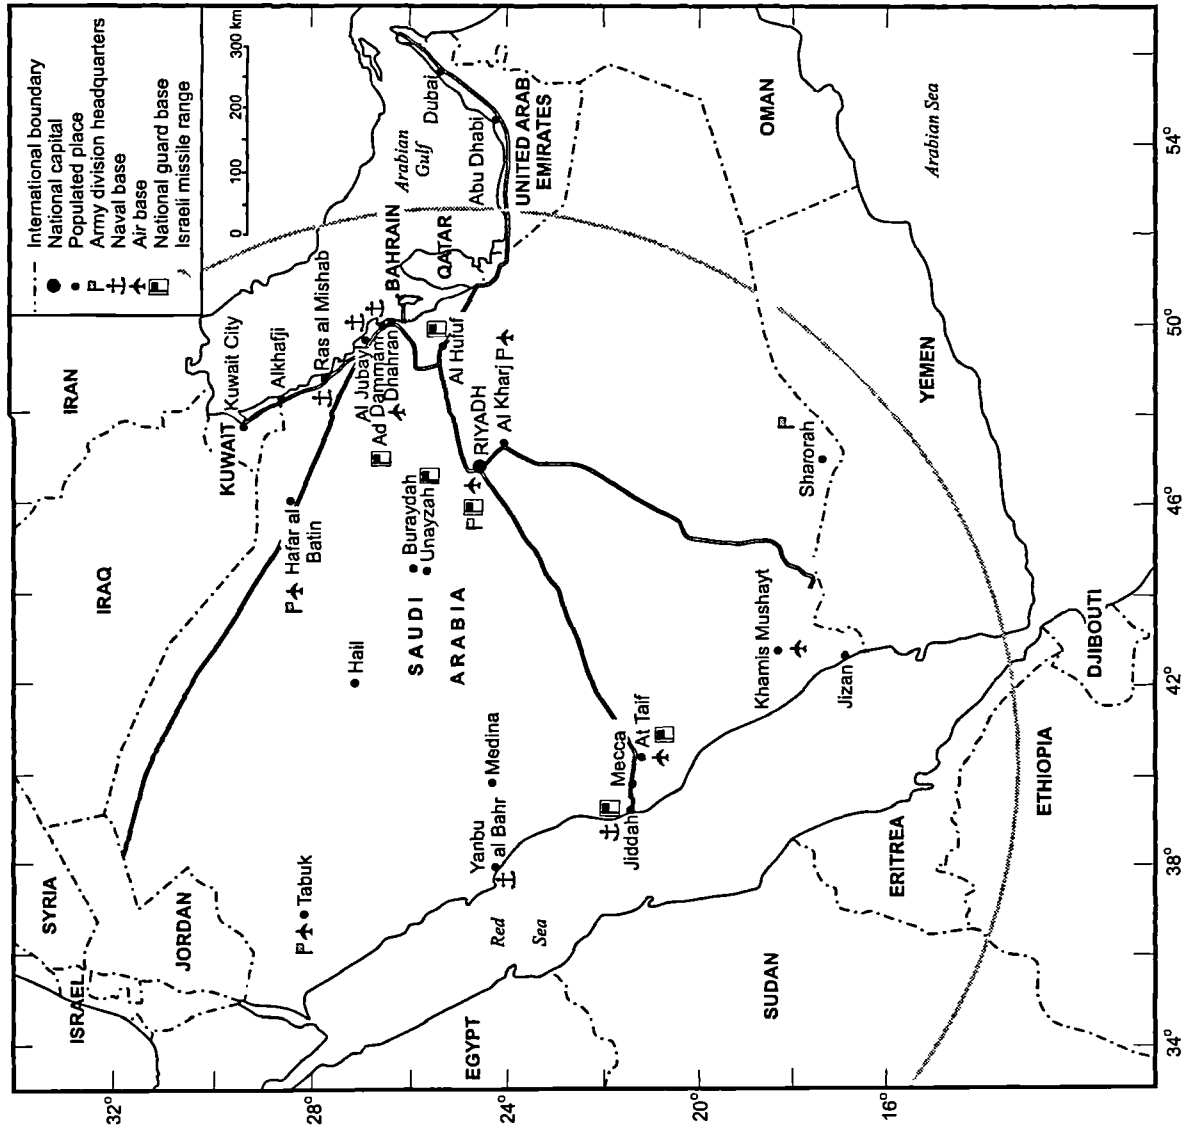 International boundary
National capital
Populated place
Army division headquarters
Naval base
Air base
National guard base
Israeli missile range
0 100 200 300 km
SYRIA
ISRAEL
JORDAN
IRAQ
IRAN
KUWAIT
Kuwait City
Alkhafji
Ras al Mishab
Hafar al
Batin
Tabuk
Hail
Al Jubayl
Ad Dammam
Dhahran
BAHRAIN
QATAR
Arabian
Gulf
Dubai
Abu Dhabi
UNITED ARAB
EMIRATES
Buraydah
Unayzah
Al Hufuf
RIYADH
Al Kharj
SAUDI
ARABIA
Medina
Yanbu
al Bahr
Red
Sea
EGYPT
Jiddah
Mecca
At Taif
Khamis Mushayt
Jizan
Sharorah
OMAN
Arabian Sea
YEMEN
SUDAN
ERITREA
ETHIOPIA
DJIBOUTI
32°
28°
24°
20°
16°
34°
38°
42°
46°
50°
54°